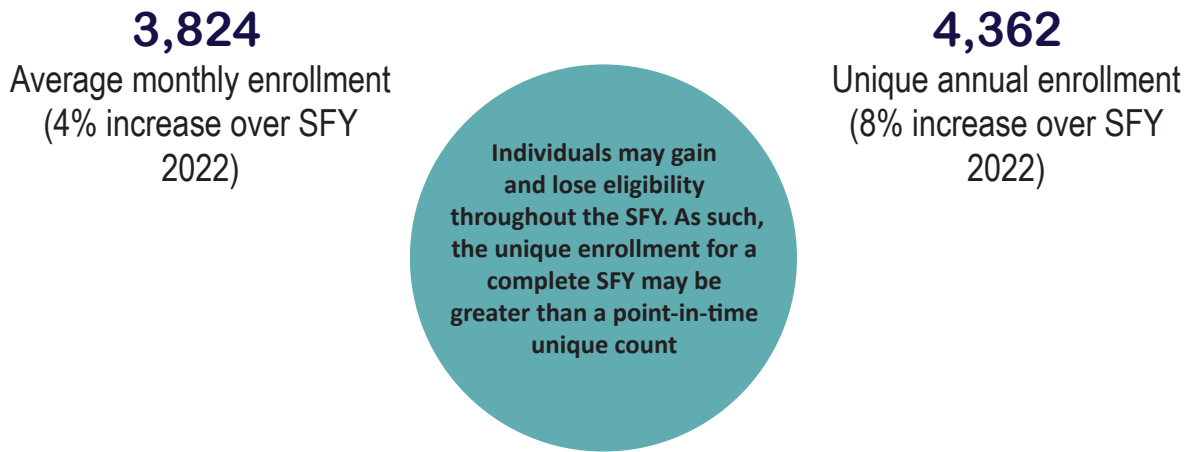 3,824
Average monthly enrollment
(4% increase over SFY
2022)
Individuals may gain
and lose eligibility
throughout the SFY. As such,
the unique enrollment for a
complete SFY may be
greater than a point-in-time
unique count
4,362
Unique annual enrollment
(8% increase over SFY
2022)